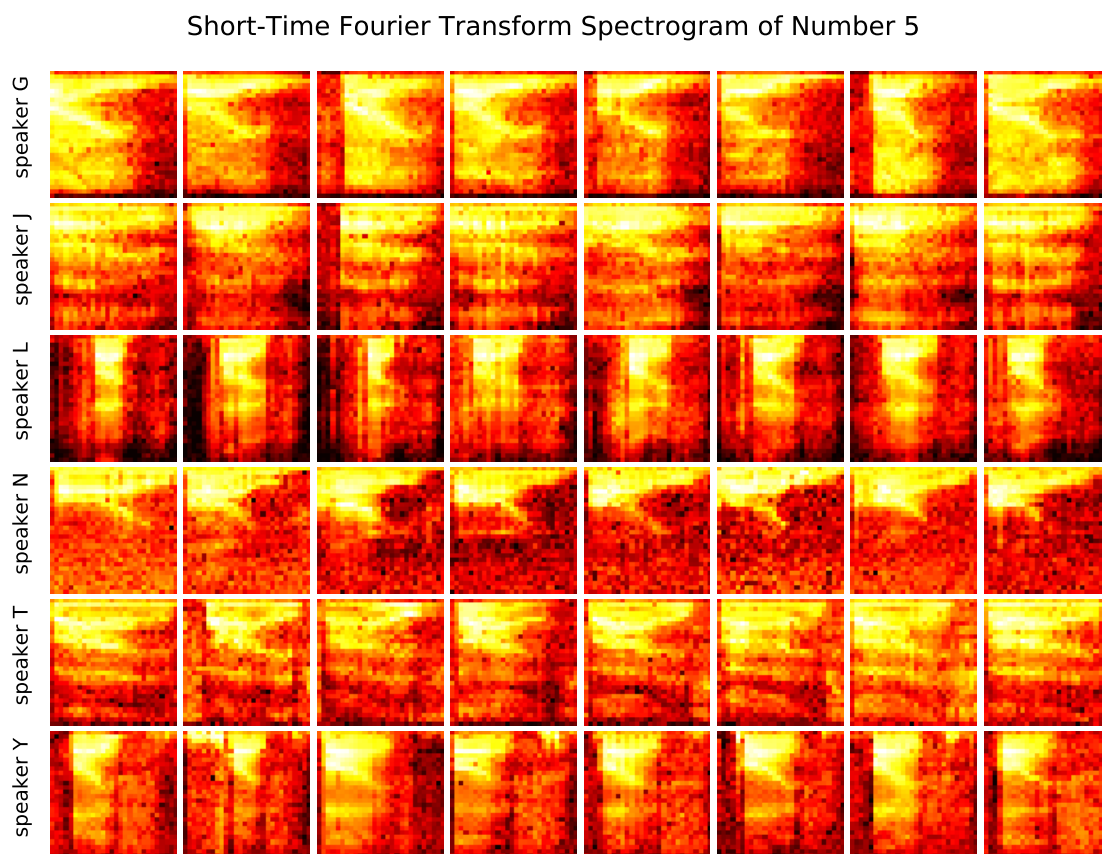 Short-Time Fourier Transform Spectrogram of Number 5
speaker G
speaker J
speaker L
speaker N
speaker T
speaker Y